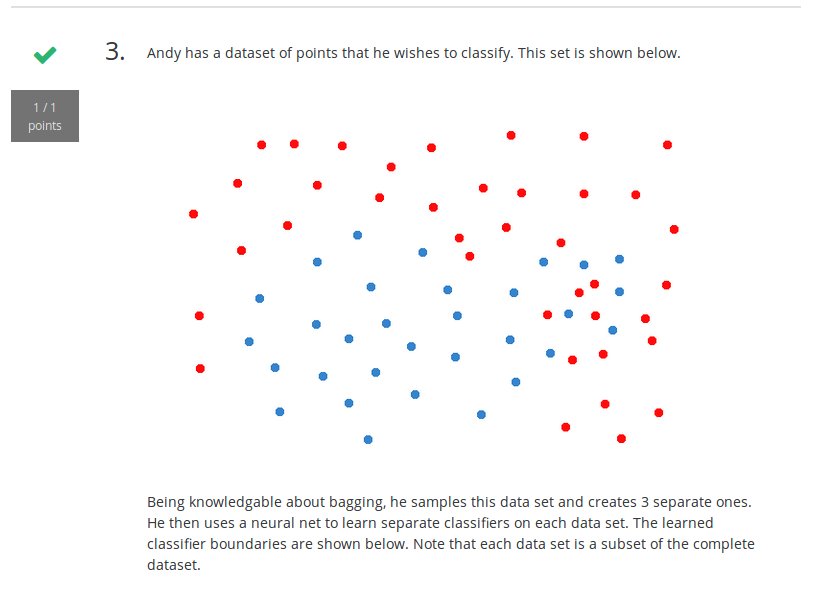 3. Andy has a dataset of points that he wishes to classify. This set is shown below.
1 / 1
points
Being knowledgable about bagging, he samples this data set and creates 3 separate ones.
He then uses a neural net to learn separate classifiers on each data set. The learned
classifier boundaries are shown below. Note that each data set is a subset of the complete
dataset.